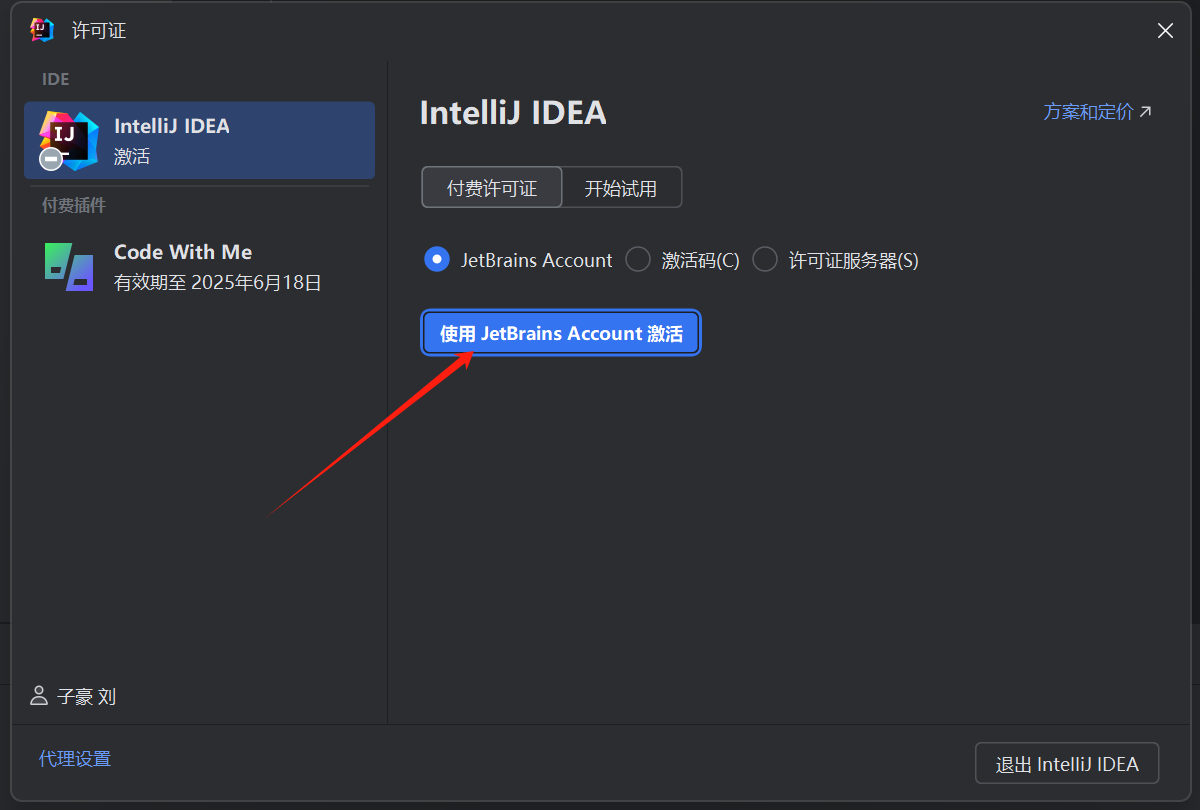 许可证
IDE
IntelliJ IDEA
激活
付费插件
Code With Me
有效期至 2025年6月18日
子豪 刘
代理设置
IntelliJ IDEA
方案和定价
付费许可证 开始试用
JetBrains Account 激活码(C) 许可证服务器(S)
使用 JetBrains Account 激活
退出 IntelliJ IDEA